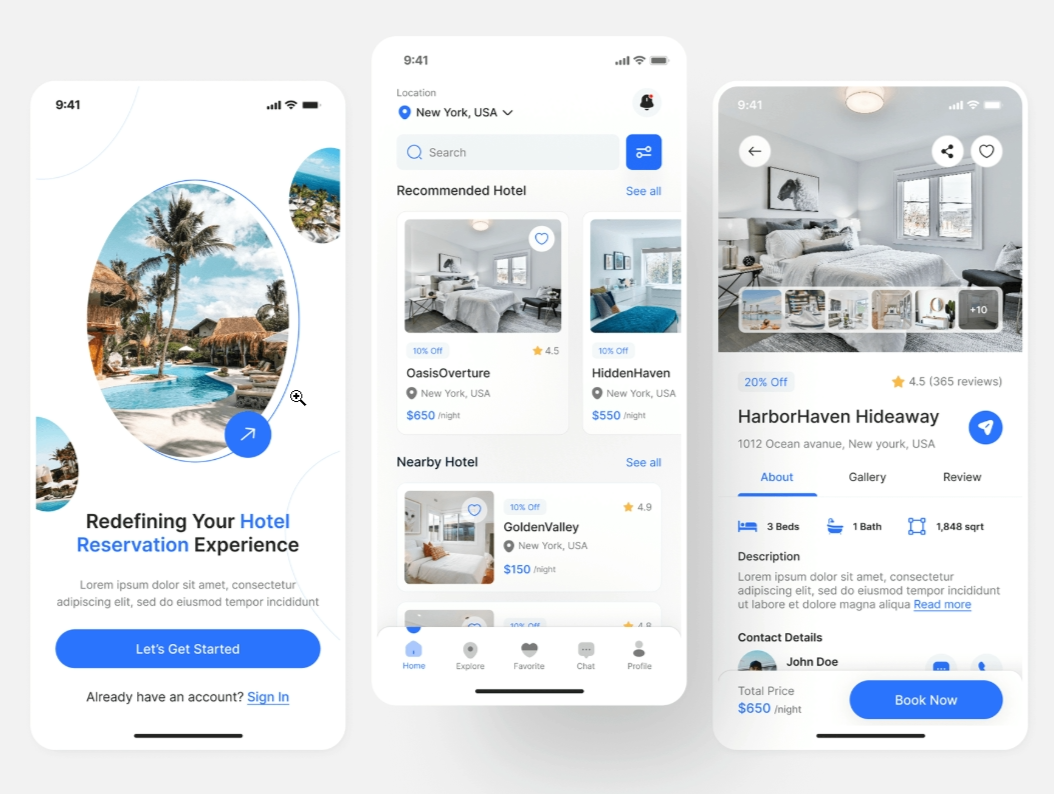 9:41
Redefining Your Hotel
Reservation Experience
Lorem ipsum dolor sit amet, consectetur
adipiscing elit, sed do eiusmod tempor incididunt
Let's Get Started
Already have an account? Sign In
9:41
Location
New York, USA
Search
Recommended Hotel
See all
10% Off
4.5
OasisOverture
New York, USA
$650 /night
10% Off
HiddenHaven
New York, USA
$550 /night
Nearby Hotel
See all
10% Off
4.9
GoldenValley
New York, USA
$150 /night
10% Off
4.8
Home
Explore
Favorite
Chat
Profile
9:41
+10
20% Off
4.5 (365 reviews)
HarborHaven Hideaway
1012 Ocean avanue, New yourk, USA
About
Gallery
Review
3 Beds
1 Bath
1,848 sqrt
Description
Lorem ipsum dolor sit amet, consectetur
adipiscing elit, sed do eiusmod tempor incididunt
ut labore et dolore magna aliqua Read more
Contact Details
John Doe
Total Price
$650 /night
Book Now